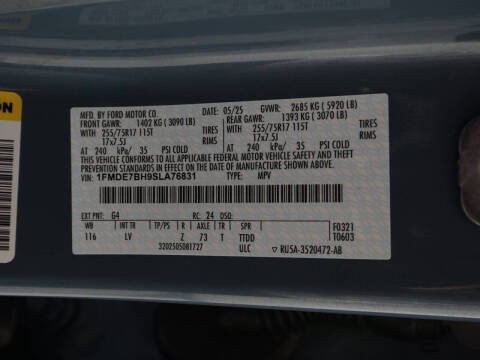 ON
MFD. BY FORD MOTOR CO.
DATE: 05/25 GVWR: 2685 KG ( 5920 LB)
FRONT GAWR: 1402 KG ( 3090 LB)
REAR GAWR: 1393 KG ( 3070 LB)
WITH 255/75R17 115T TIRES
17x7.5J RIMS
AT 240 kPa/ 35 PSI COLD
WITH 255/75R17 115T TIRES
17x7.5J RIMS
AT 240 kPa/ 35 PSI COLD
THIS VEHICLE CONFORMS TO ALL APPLICABLE FEDERAL MOTOR VEHICLE SAFETY AND BUMPER
STANDARDS IN EFFECT ON THE DATE OF MANUFACTURE SHOWN ABOVE.
VIN: 1FMDE7BH9SLA76831 TYPE: MPV
EXT PNT: G4 RC: 24 DSO:
WB INT TR TP/PS R AXLE TR SPR
116 LV Z 73 T TTDD
F0321
T0603
3202505081727
ULC RU5A-3520472-AB